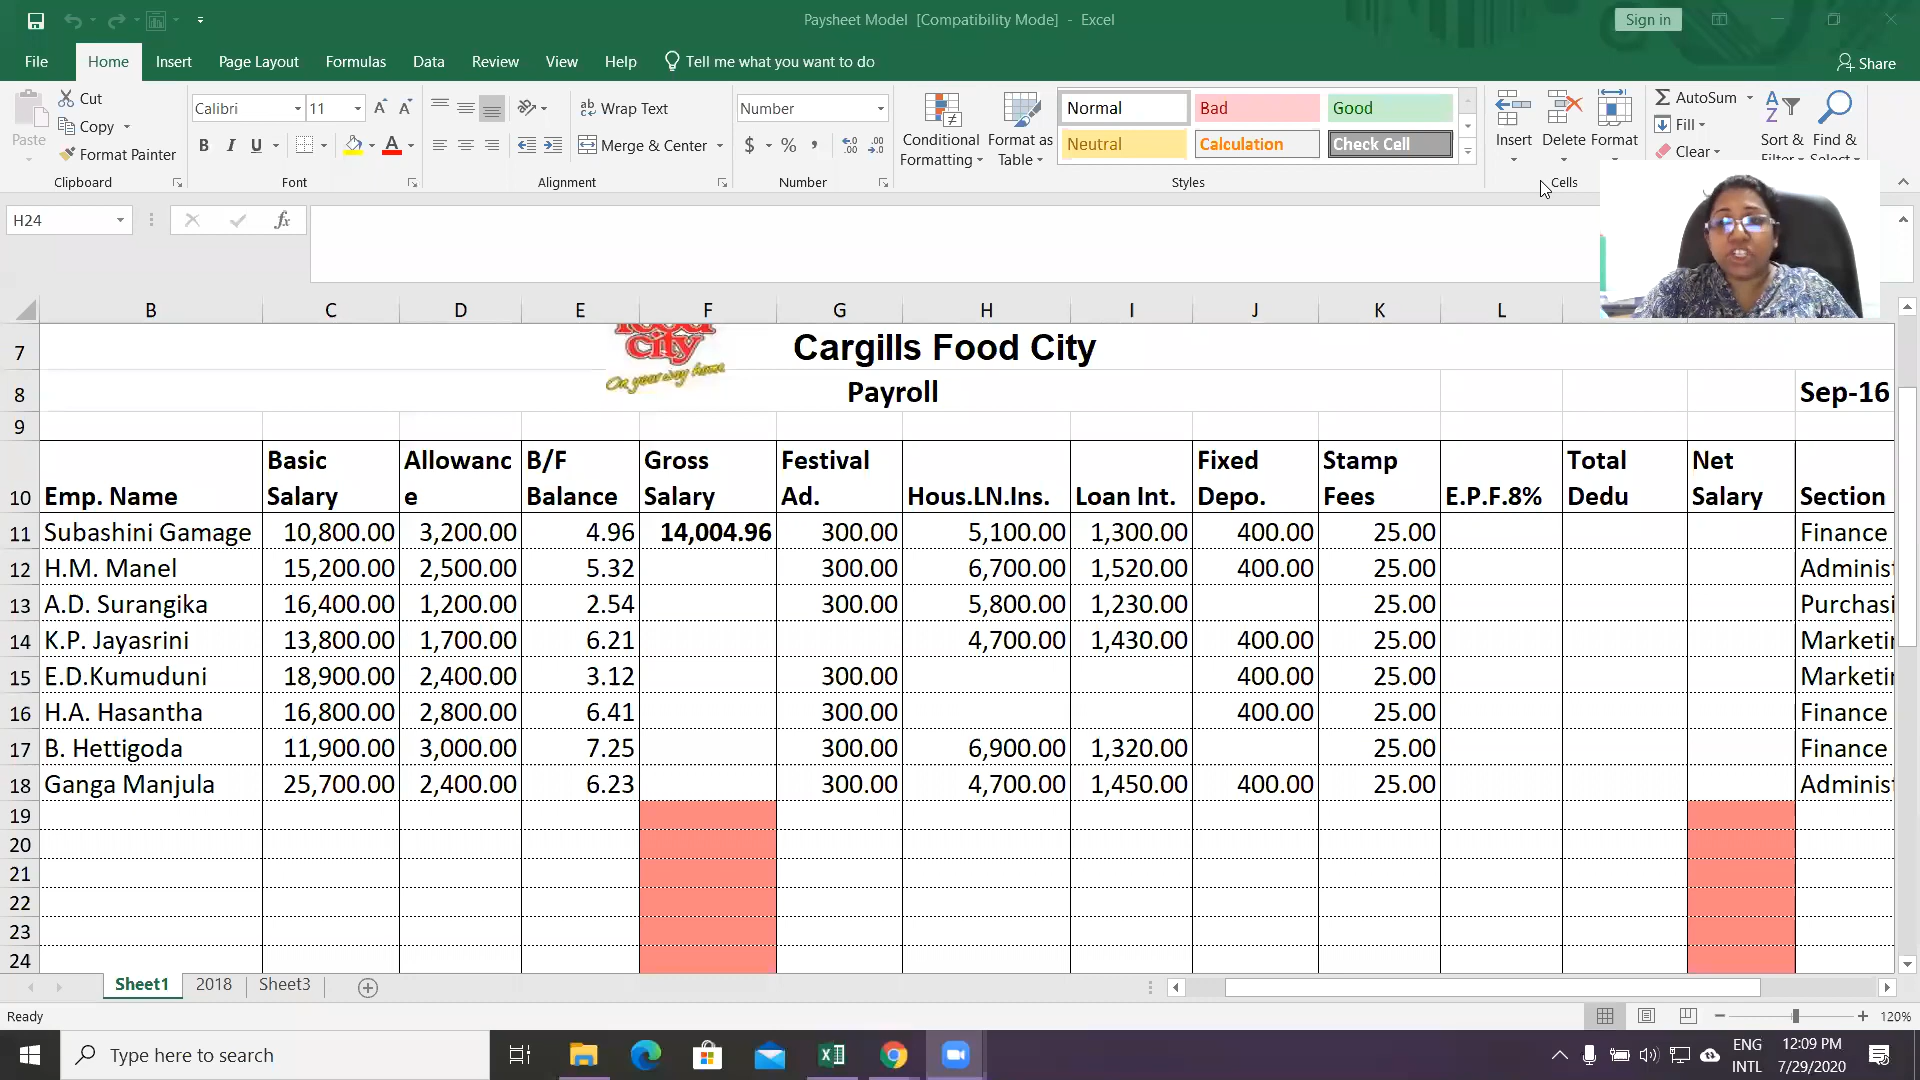 Paysheet Model [Compatibility Mode] - Excel
Sign in
File Home Insert Page Layout Formulas Data Review View Help Tell me what you want to do Share
Paste
Cut
Copy
Format Painter
Clipboard
Calibri 11
B I U A
Font
Wrap Text
Merge & Center
Alignment
Number
$ % ,
Number
Conditional
Formatting
Format as
Table
Normal Bad Good
Neutral Calculation Check Cell
Styles
Insert Delete Format
Cells
AutoSum
Fill
Clear
Sort &
Filter
Find &
Select
H24 fx
B C D E F G H I J K L
7 city Cargills Food City
On your way home
8 Payroll Sep-16
9
10 Emp. Name Basic Salary Allowance B/F Balance Gross Salary Festival Ad. Hous.LN.Ins. Loan Int. Fixed Depo. Stamp Fees E.P.F.8% Total Dedu Net Salary Section
11 Subashini Gamage 10,800.00 3,200.00 4.96 14,004.96 300.00 5,100.00 1,300.00 400.00 25.00 Finance
12 H.M. Manel 15,200.00 2,500.00 5.32 300.00 6,700.00 1,520.00 400.00 25.00 Adminis
13 A.D. Surangika 16,400.00 1,200.00 2.54 300.00 5,800.00 1,230.00 25.00 Purchasi
14 K.P. Jayasrini 13,800.00 1,700.00 6.21 4,700.00 1,430.00 400.00 25.00 Marketi
15 E.D.Kumuduni 18,900.00 2,400.00 3.12 300.00 400.00 25.00 Marketi
16 H.A. Hasantha 16,800.00 2,800.00 6.41 300.00 400.00 25.00 Finance
17 B. Hettigoda 11,900.00 3,000.00 7.25 300.00 6,900.00 1,320.00 25.00 Finance
18 Ganga Manjula 25,700.00 2,400.00 6.23 300.00 4,700.00 1,450.00 400.00 25.00 Adminis
19
20
21
22
23
24
Sheet1 2018 Sheet3
Ready 120%
Type here to search
ENG
INTL
12:09 PM
7/29/2020